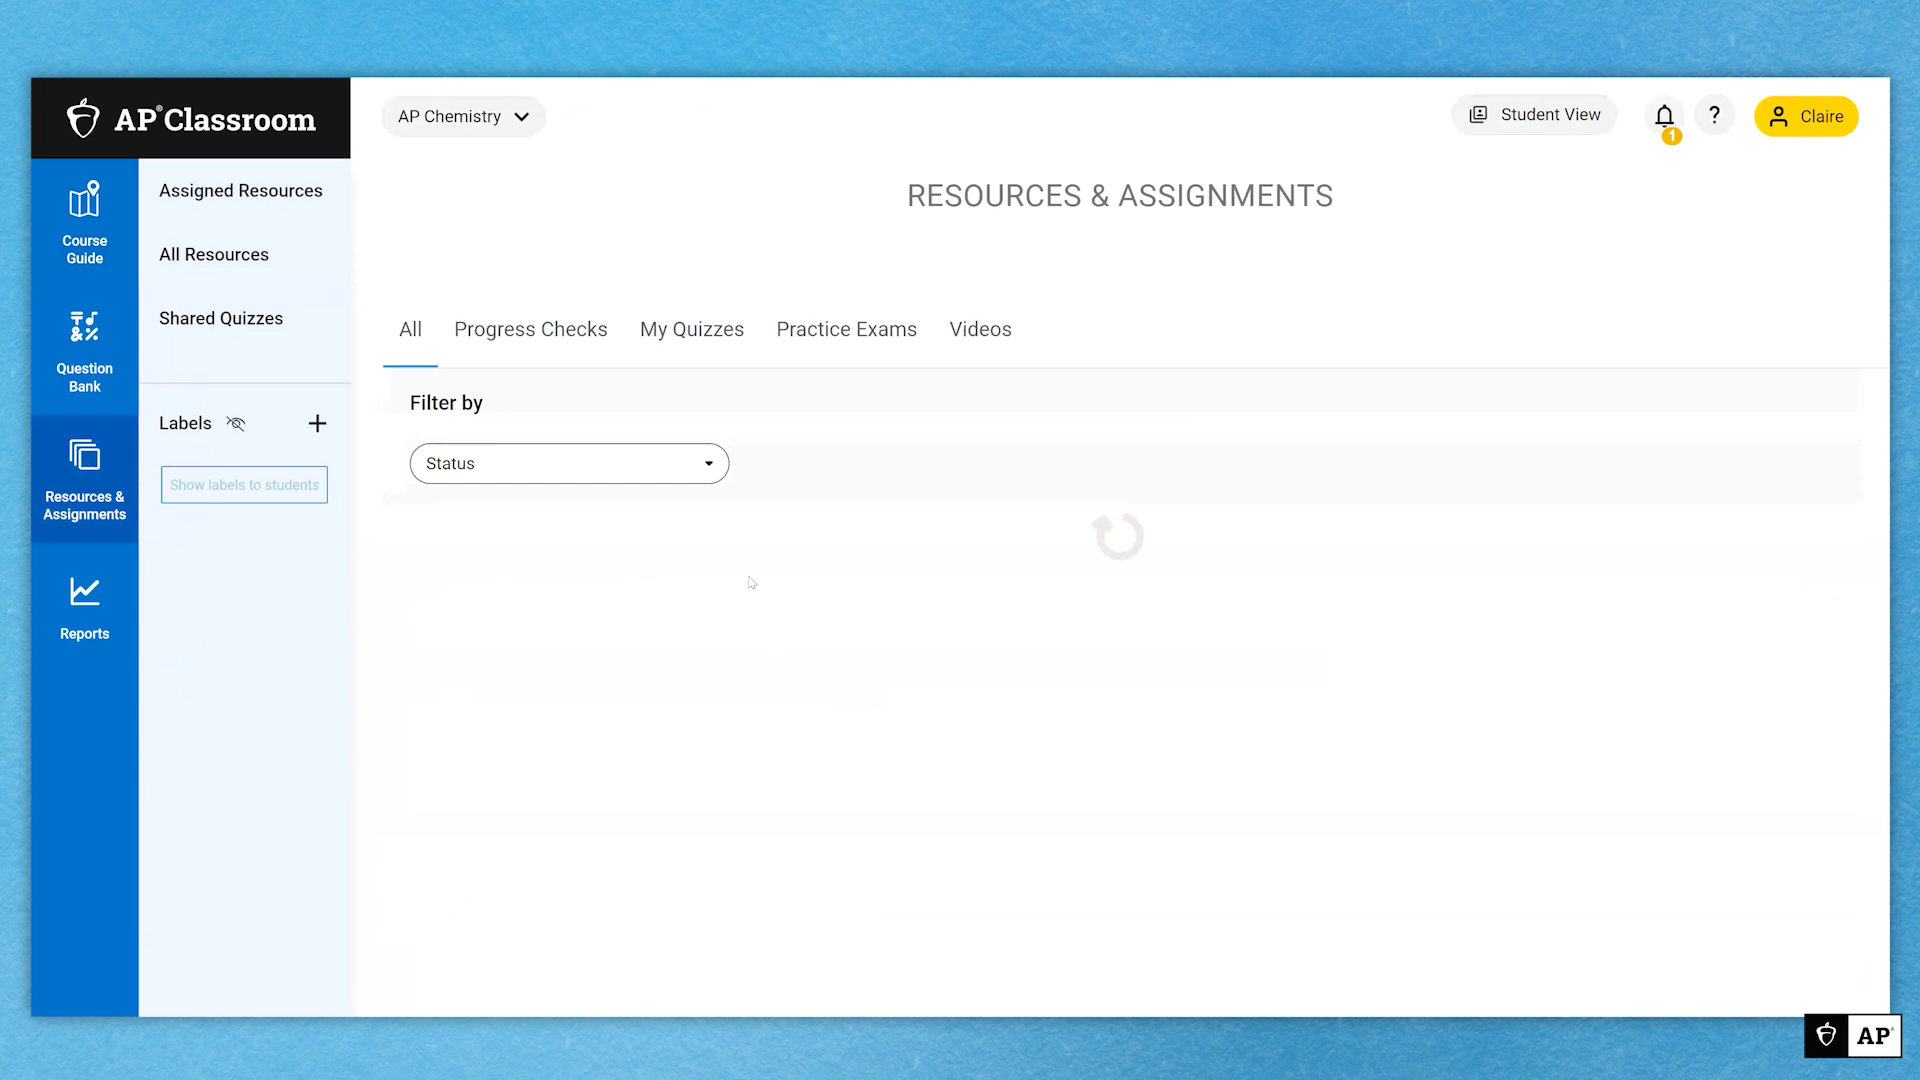 AP® Classroom
AP Chemistry
Student View
1
?
Claire
Course
Guide
Question
Bank
Resources &
Assignments
Reports
Assigned Resources
All Resources
Shared Quizzes
Labels
Show labels to students
RESOURCES & ASSIGNMENTS
All
Progress Checks
My Quizzes
Practice Exams
Videos
Filter by
Status
AP®